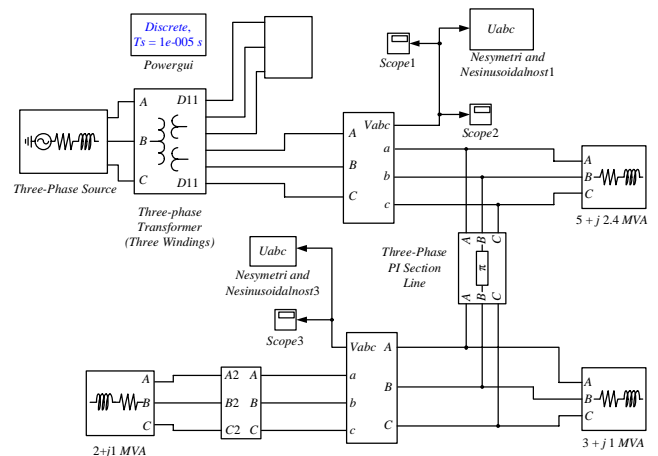 Discrete,
Ts = 1e-005 s
Powergui
Uabc
Nesymetri and
Nesinusoidalnost1
Scope1
Scope2
A
B
C
D11
D11
Three-Phase Source
Three-phase
Transformer
(Three Windings)
Vabc
A
a
B
b
C
c
A
B
C
5 + j 2.4 MVA
A
B
C
π
A
B
C
Three-Phase
PI Section
Line
Uabc
Nesymetri and
Nesinusoidalnost3
Scope3
Vabc
A
a
B
b
C
c
A
B
C
2+j1 MVA
A2
A
B2
B
C2
C
A
B
C
3 + j 1 MVA